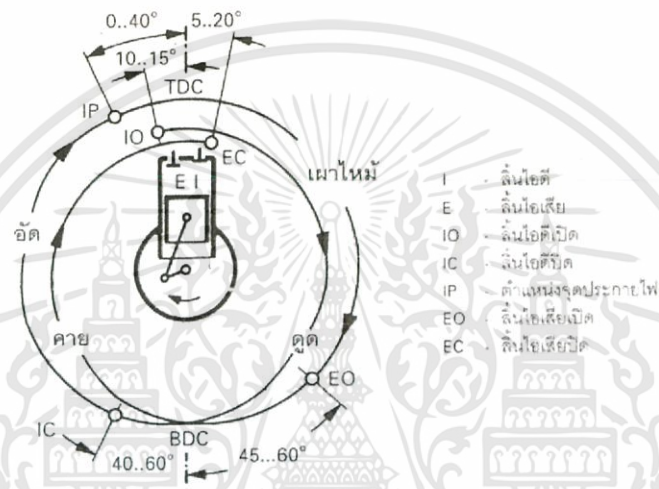 0..40°
5..20°
10..15°
TDC
IP
IO
EC
E I
เผาไหม้
อัด
คาย
ดูด
EO
IC
BDC
40..60°
45...60°
I - ลิ้นไอดี
E - ลิ้นไอเสีย
IO - ลิ้นไอดีเปิด
IC - ลิ้นไอดีปิด
IP - ตำแหน่งจุดประกายไฟ
EO - ลิ้นไอเสียเปิด
EC - ลิ้นไอเสียปิด